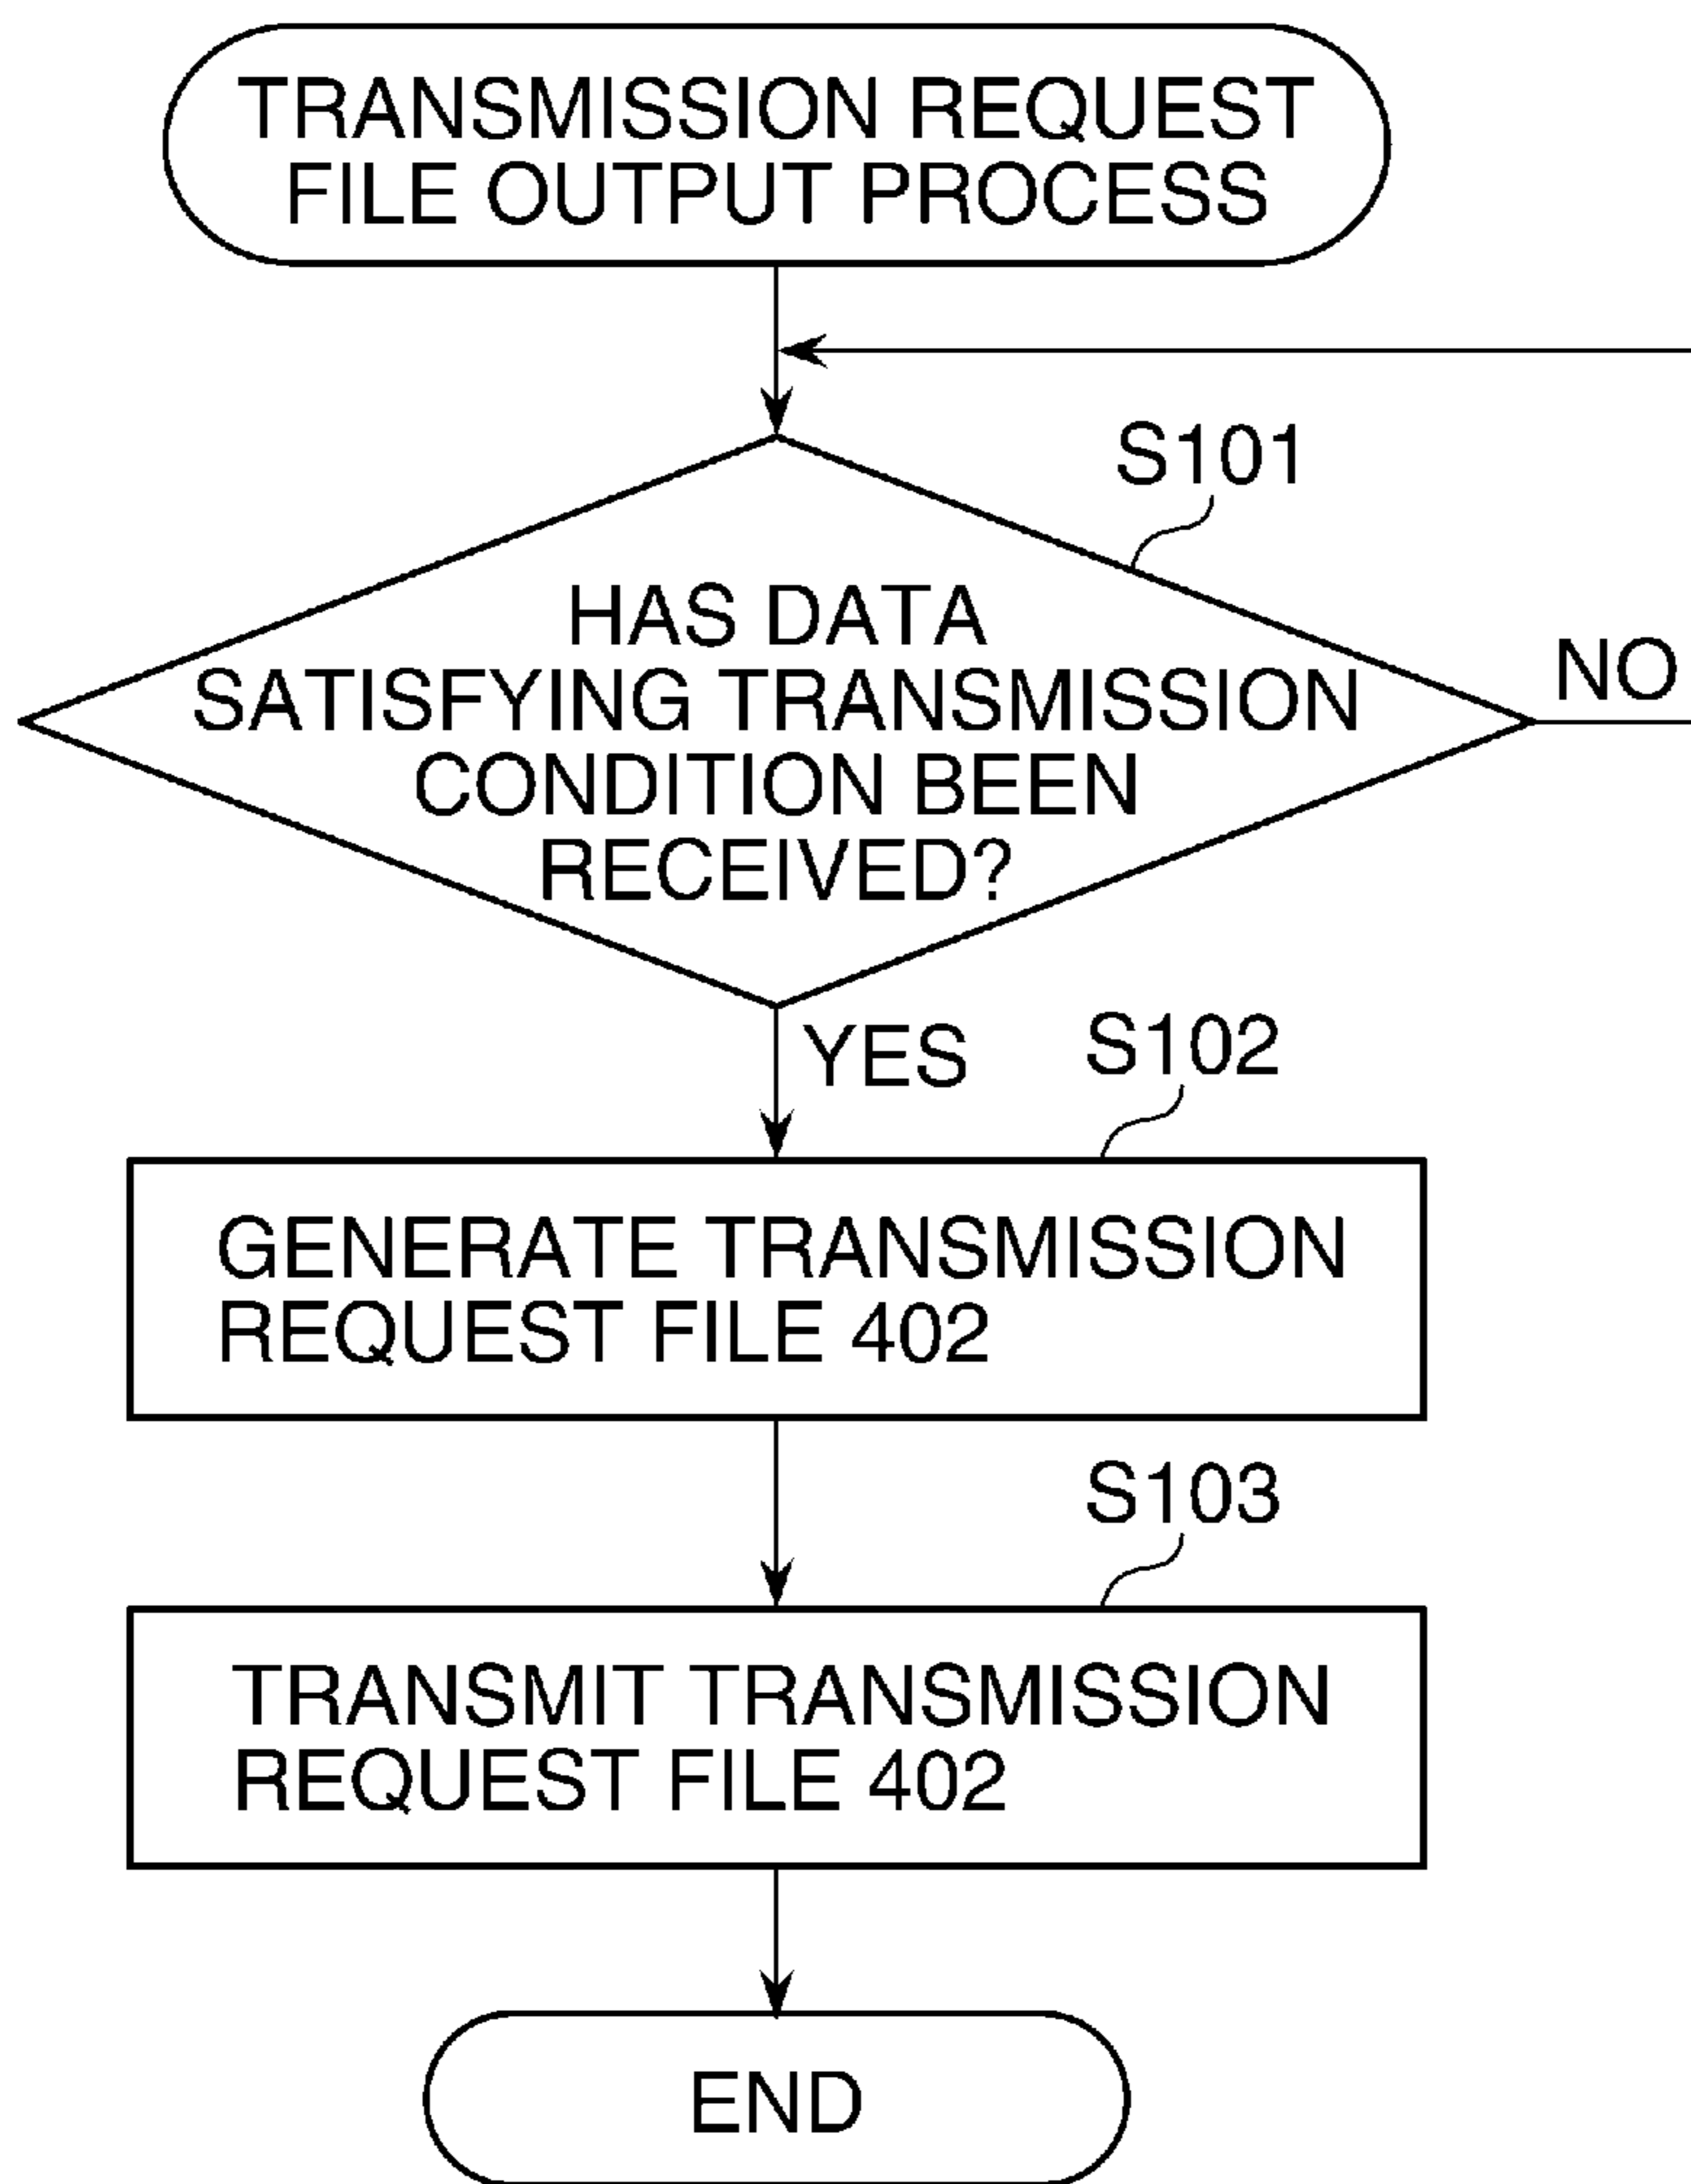 TRANSMISSION REQUEST
FILE OUTPUT PROCESS
S101
HAS DATA
SATISFYING TRANSMISSION
CONDITION BEEN
RECEIVED?
NO
YES
S102
GENERATE TRANSMISSION
REQUEST FILE 402
S103
TRANSMIT TRANSMISSION
REQUEST FILE 402
END